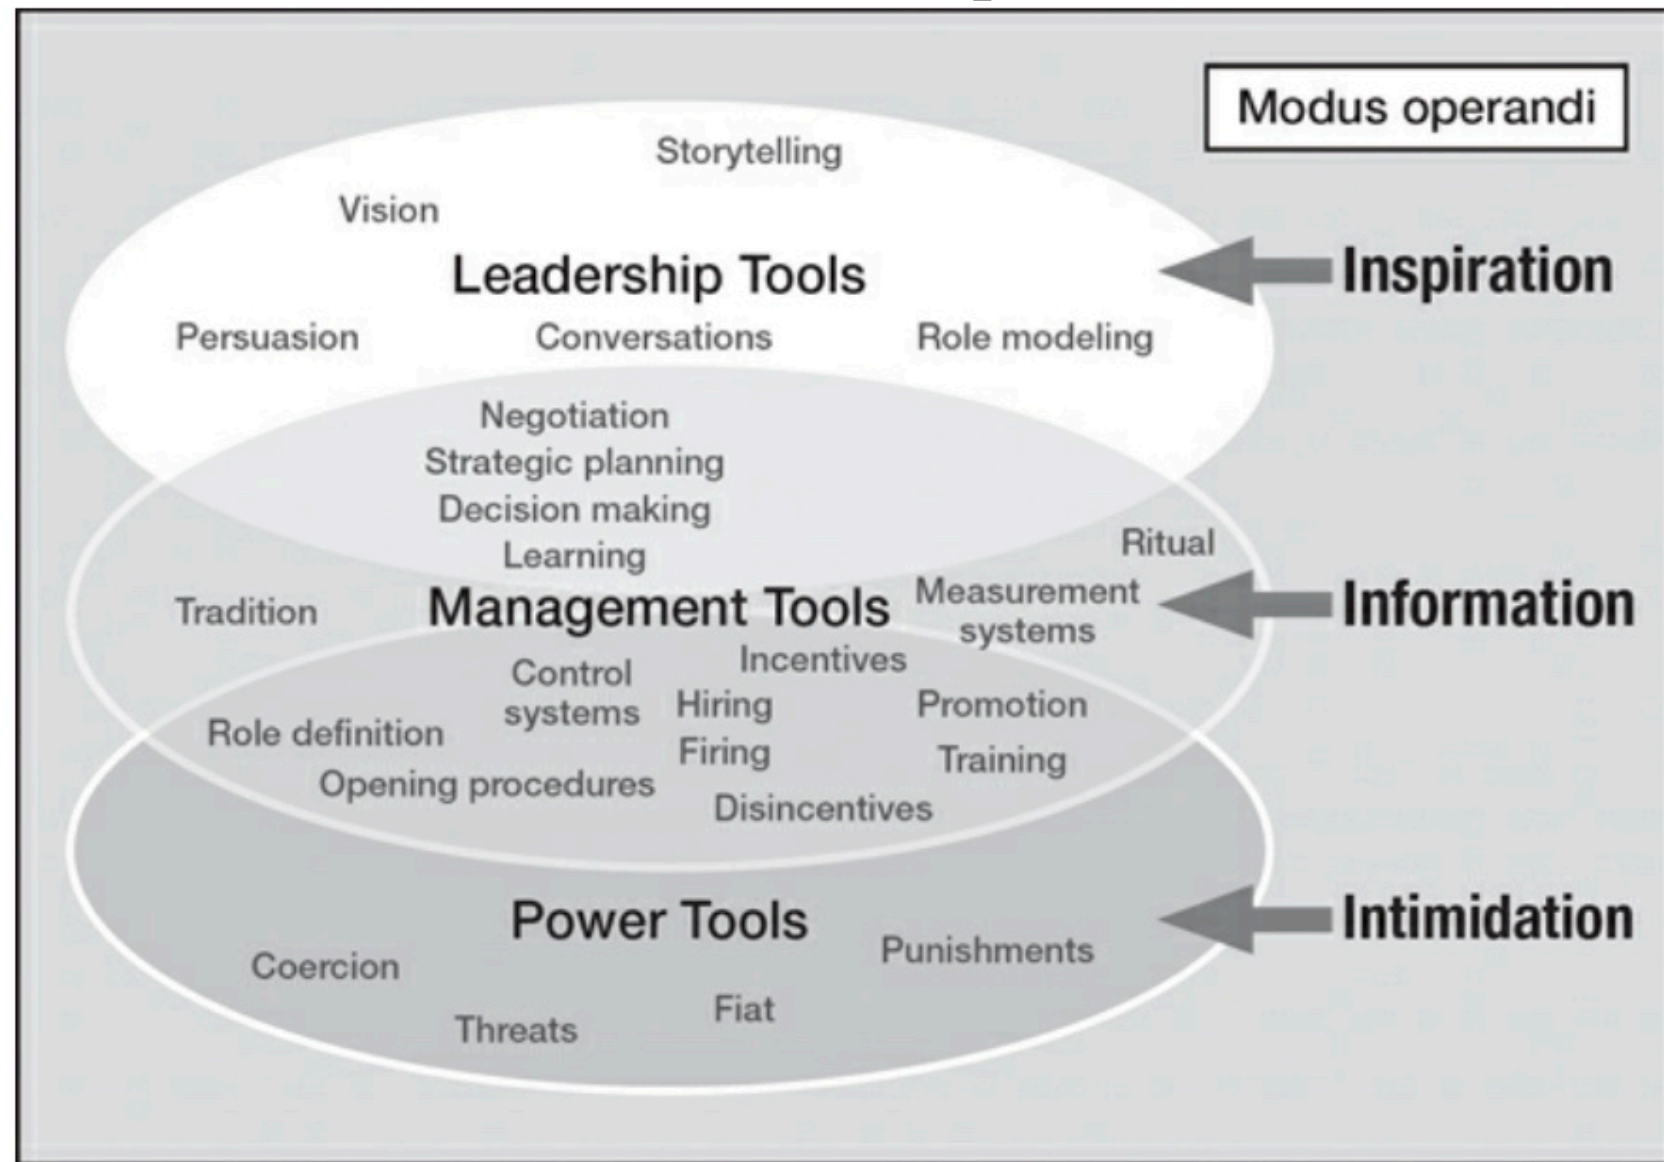 Modus operandi
Storytelling
Vision
Leadership Tools
Inspiration
Persuasion
Conversations
Role modeling
Negotiation
Strategic planning
Decision making
Learning
Ritual
Tradition
Management Tools
Measurement
systems
Information
Incentives
Control
systems
Hiring
Promotion
Role definition
Firing
Training
Opening procedures
Disincentives
Power Tools
Intimidation
Punishments
Coercion
Fiat
Threats